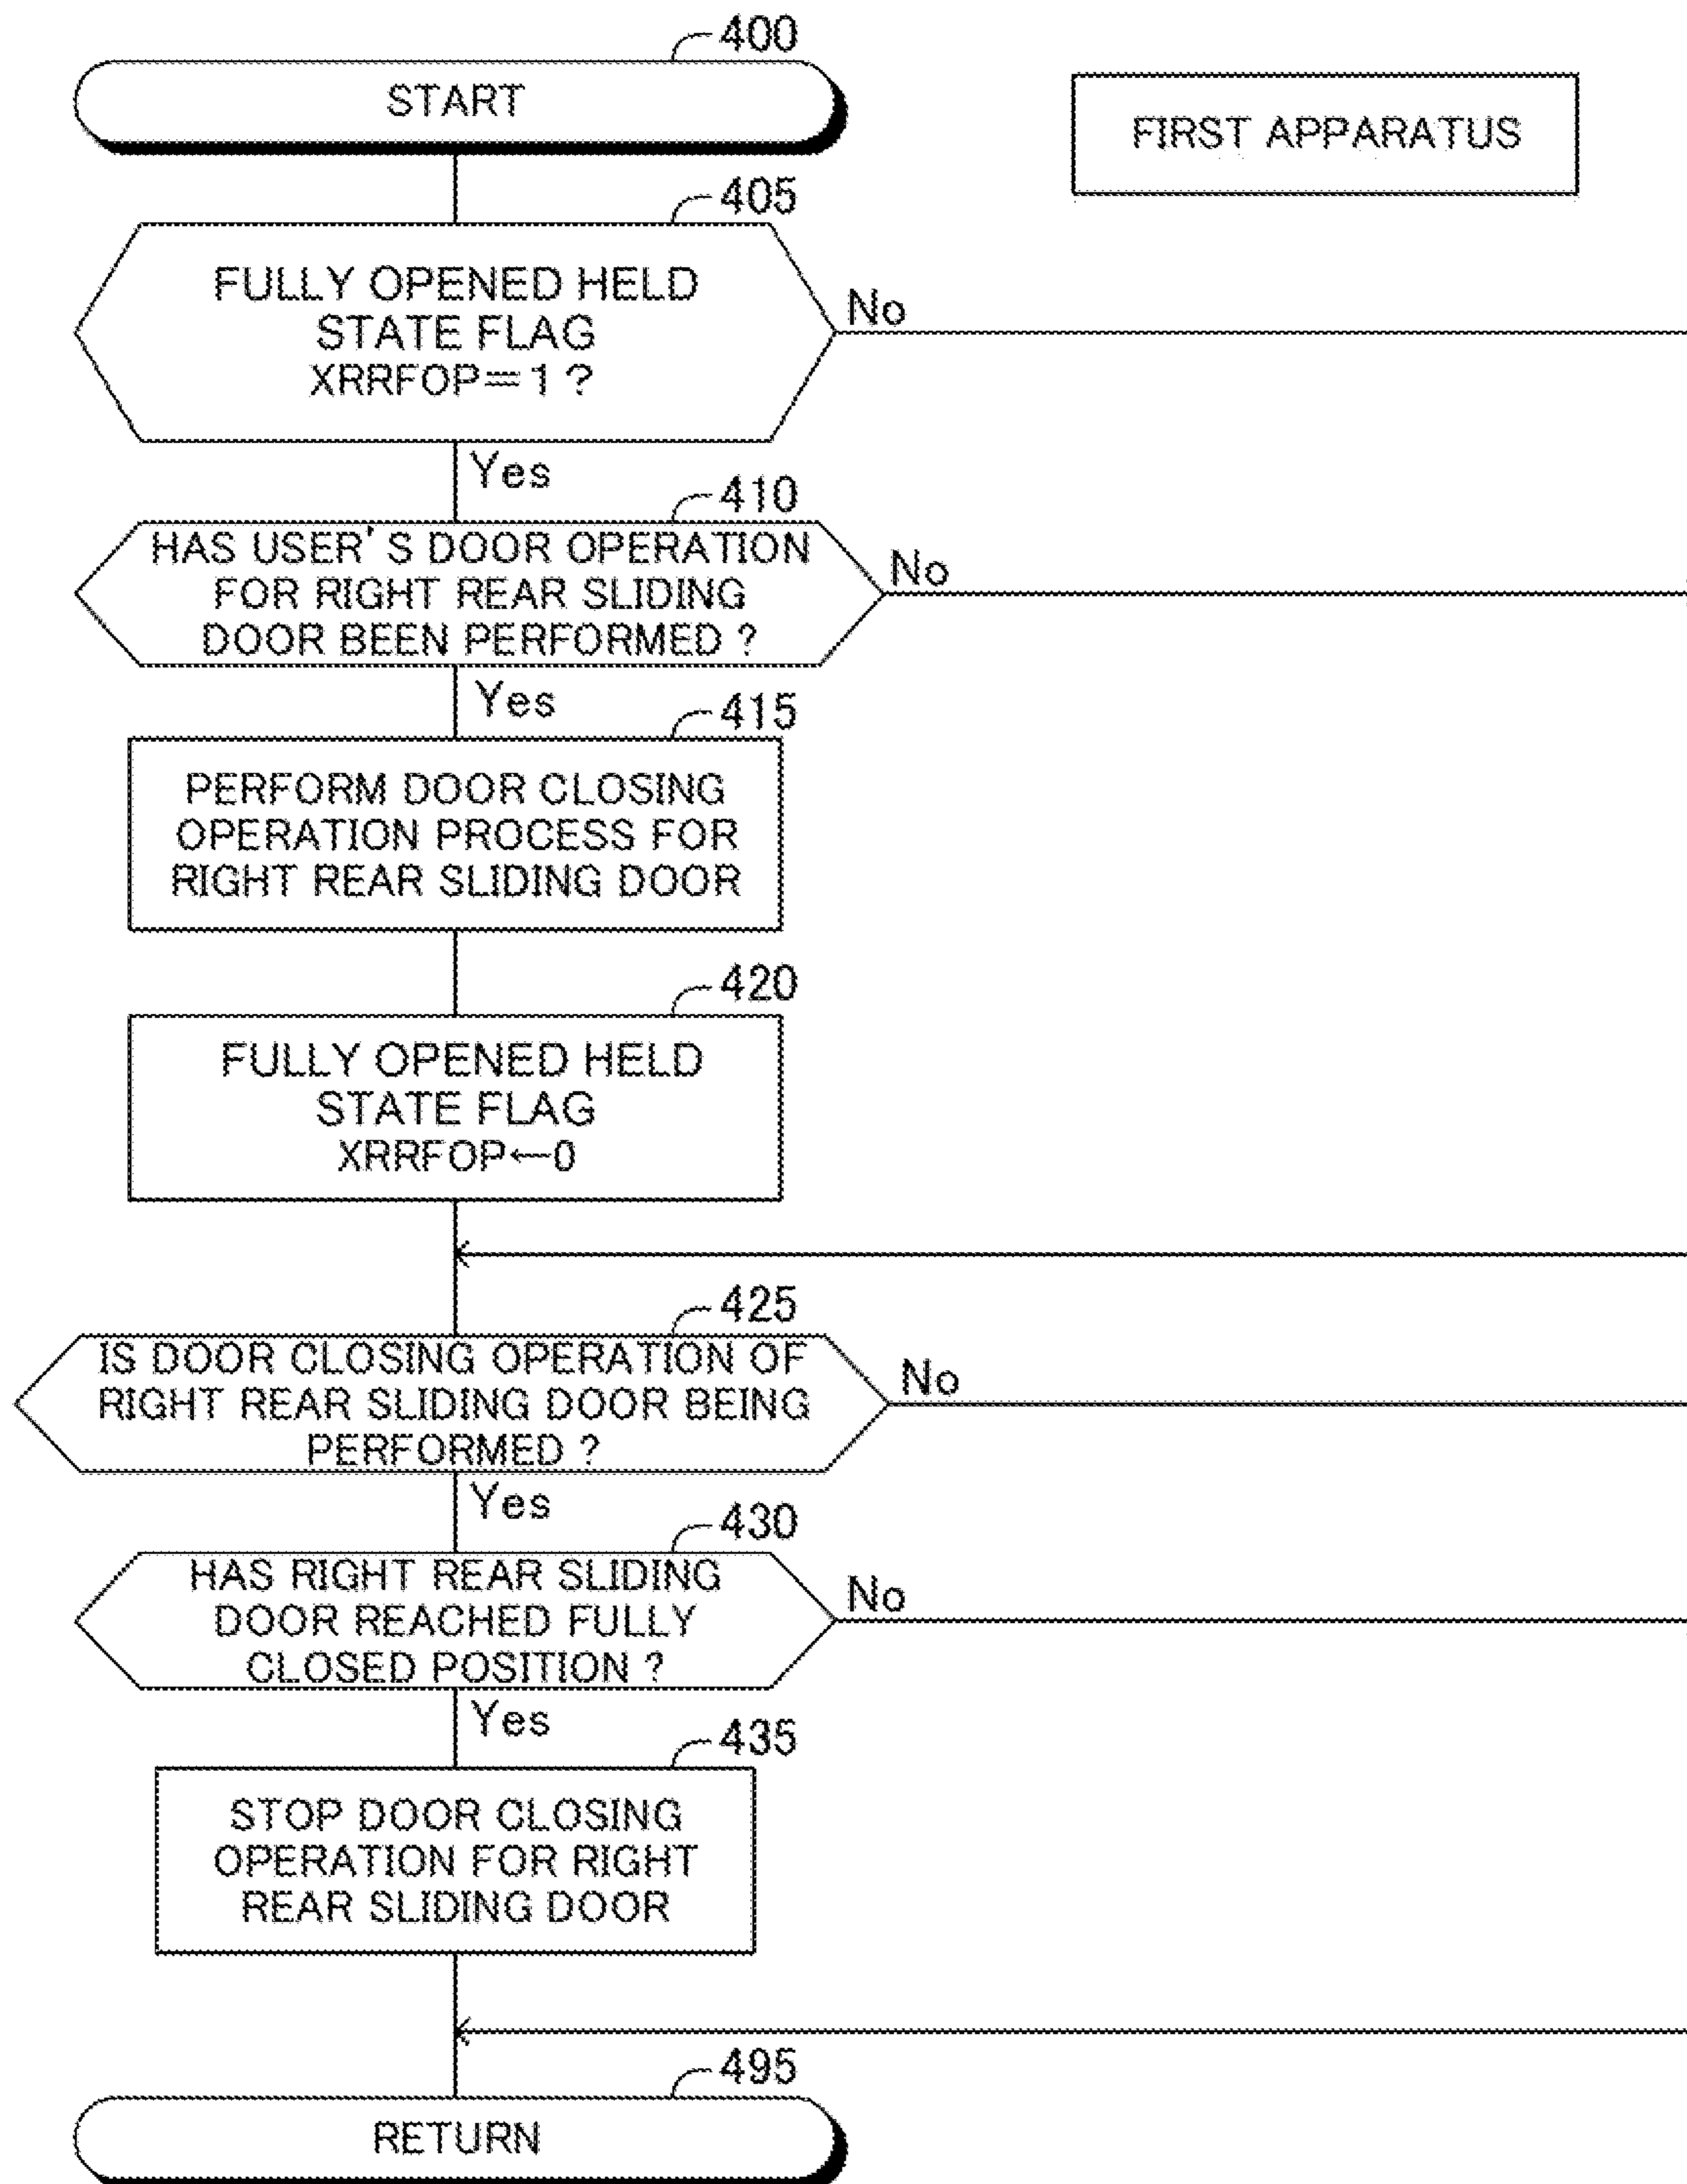 400
START
FIRST APPARATUS
405
FULLY OPENED HELD
STATE FLAG
XRRFOP=1 ?
No
Yes
410
HAS USER'S DOOR OPERATION
FOR RIGHT REAR SLIDING
DOOR BEEN PERFORMED ?
No
Yes
415
PERFORM DOOR CLOSING
OPERATION PROCESS FOR
RIGHT REAR SLIDING DOOR
420
FULLY OPENED HELD
STATE FLAG
XRRFOP←0
425
IS DOOR CLOSING OPERATION OF
RIGHT REAR SLIDING DOOR BEING
PERFORMED ?
No
Yes
430
HAS RIGHT REAR SLIDING
DOOR REACHED FULLY
CLOSED POSITION ?
No
Yes
435
STOP DOOR CLOSING
OPERATION FOR RIGHT
REAR SLIDING DOOR
495
RETURN